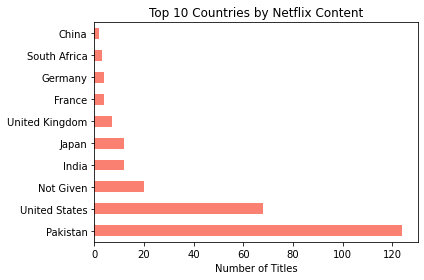 Top 10 Countries by Netflix Content
China
South Africa
Germany
France
United Kingdom
Japan
India
Not Given
United States
Pakistan
0 20 40 60 80 100 120
Number of Titles